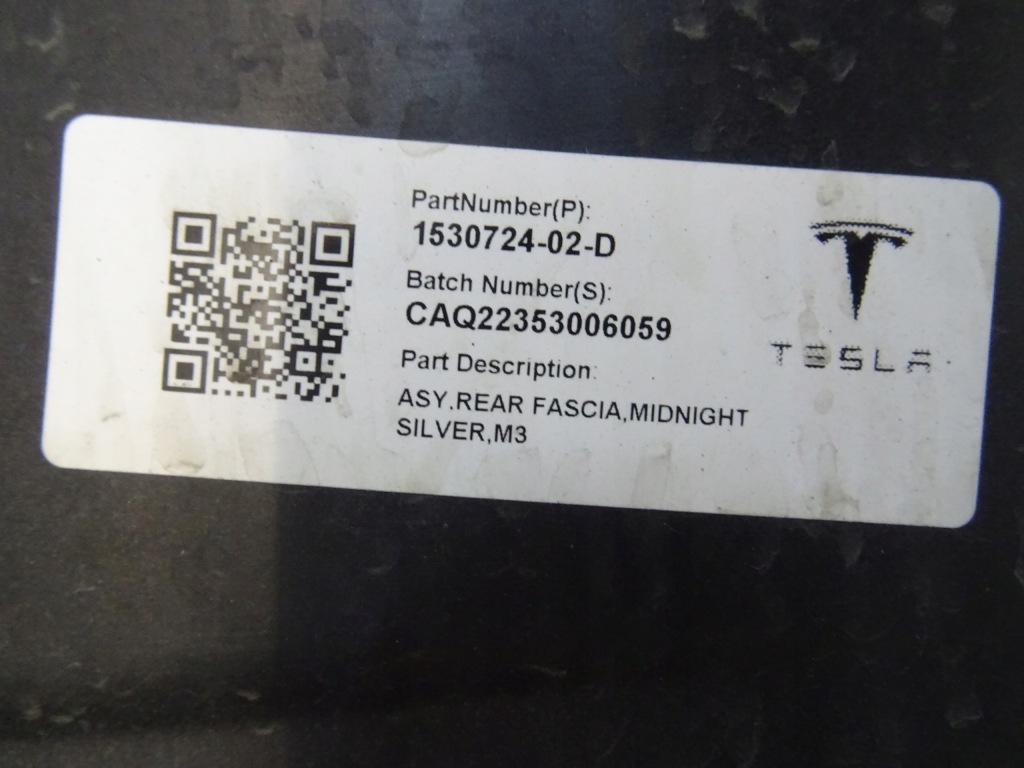 PartNumber(P):
1530724-02-D
Batch Number(S):
CAQ22353006059
Part Description:
ASY.REAR FASCIA,MIDNIGHT
SILVER,M3
TESLA